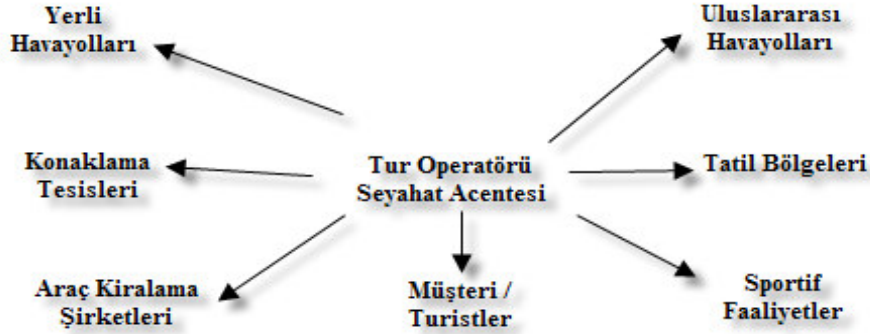 Yerli
Havayolları
Uluslararası
Havayolları
Konaklama
Tesisleri
Tur Operatörü
Seyahat Acentesi
Tatil Bölgeleri
Araç Kiralama
Şirketleri
Müşteri /
Turistler
Sportif
Faaliyetler